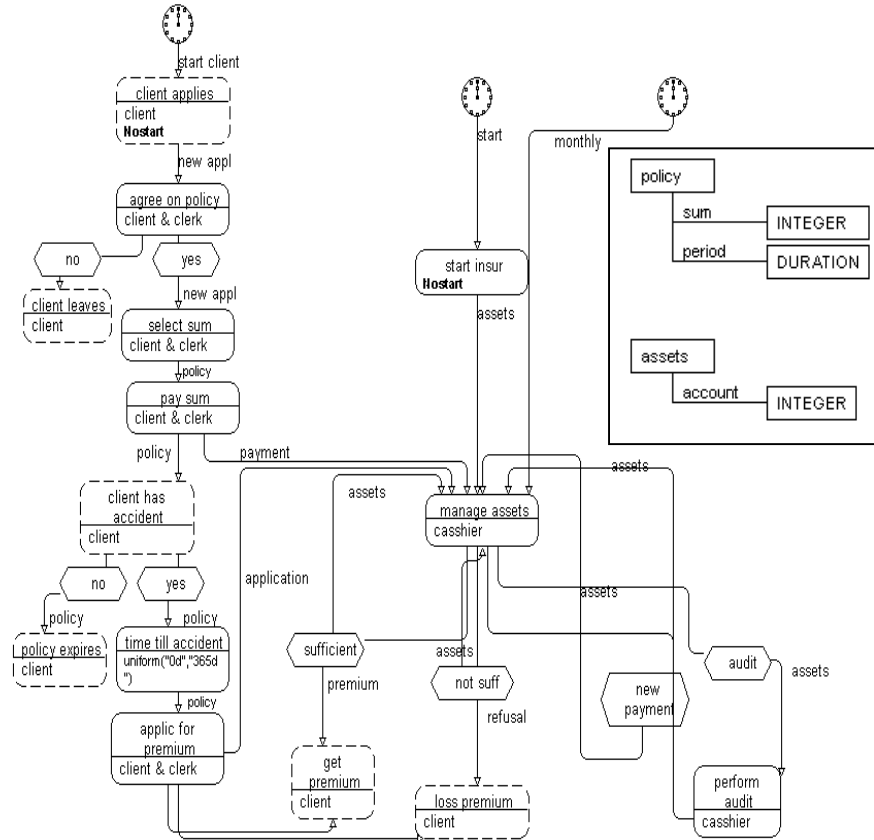 start client
client applies
client
Nostart
new appl
agree on policy
client & clerk
no
yes
client leaves
client
new appl
select sum
client & clerk
policy
pay sum
client & clerk
policy
payment
client has
accident
client
no
yes
policy
policy
policy expires
client
time till accident
uniform("0d","365d
")
policy
applic for
premium
client & clerk
application
start
start insur
Nostart
assets
monthly
assets
assets
manage assets
casshier
sufficient
premium
get
premium
client
assets
not suff
refusal
loss premium
client
assets
new
payment
audit
assets
perform
audit
casshier
policy
sum
INTEGER
period
DURATION
assets
account
INTEGER